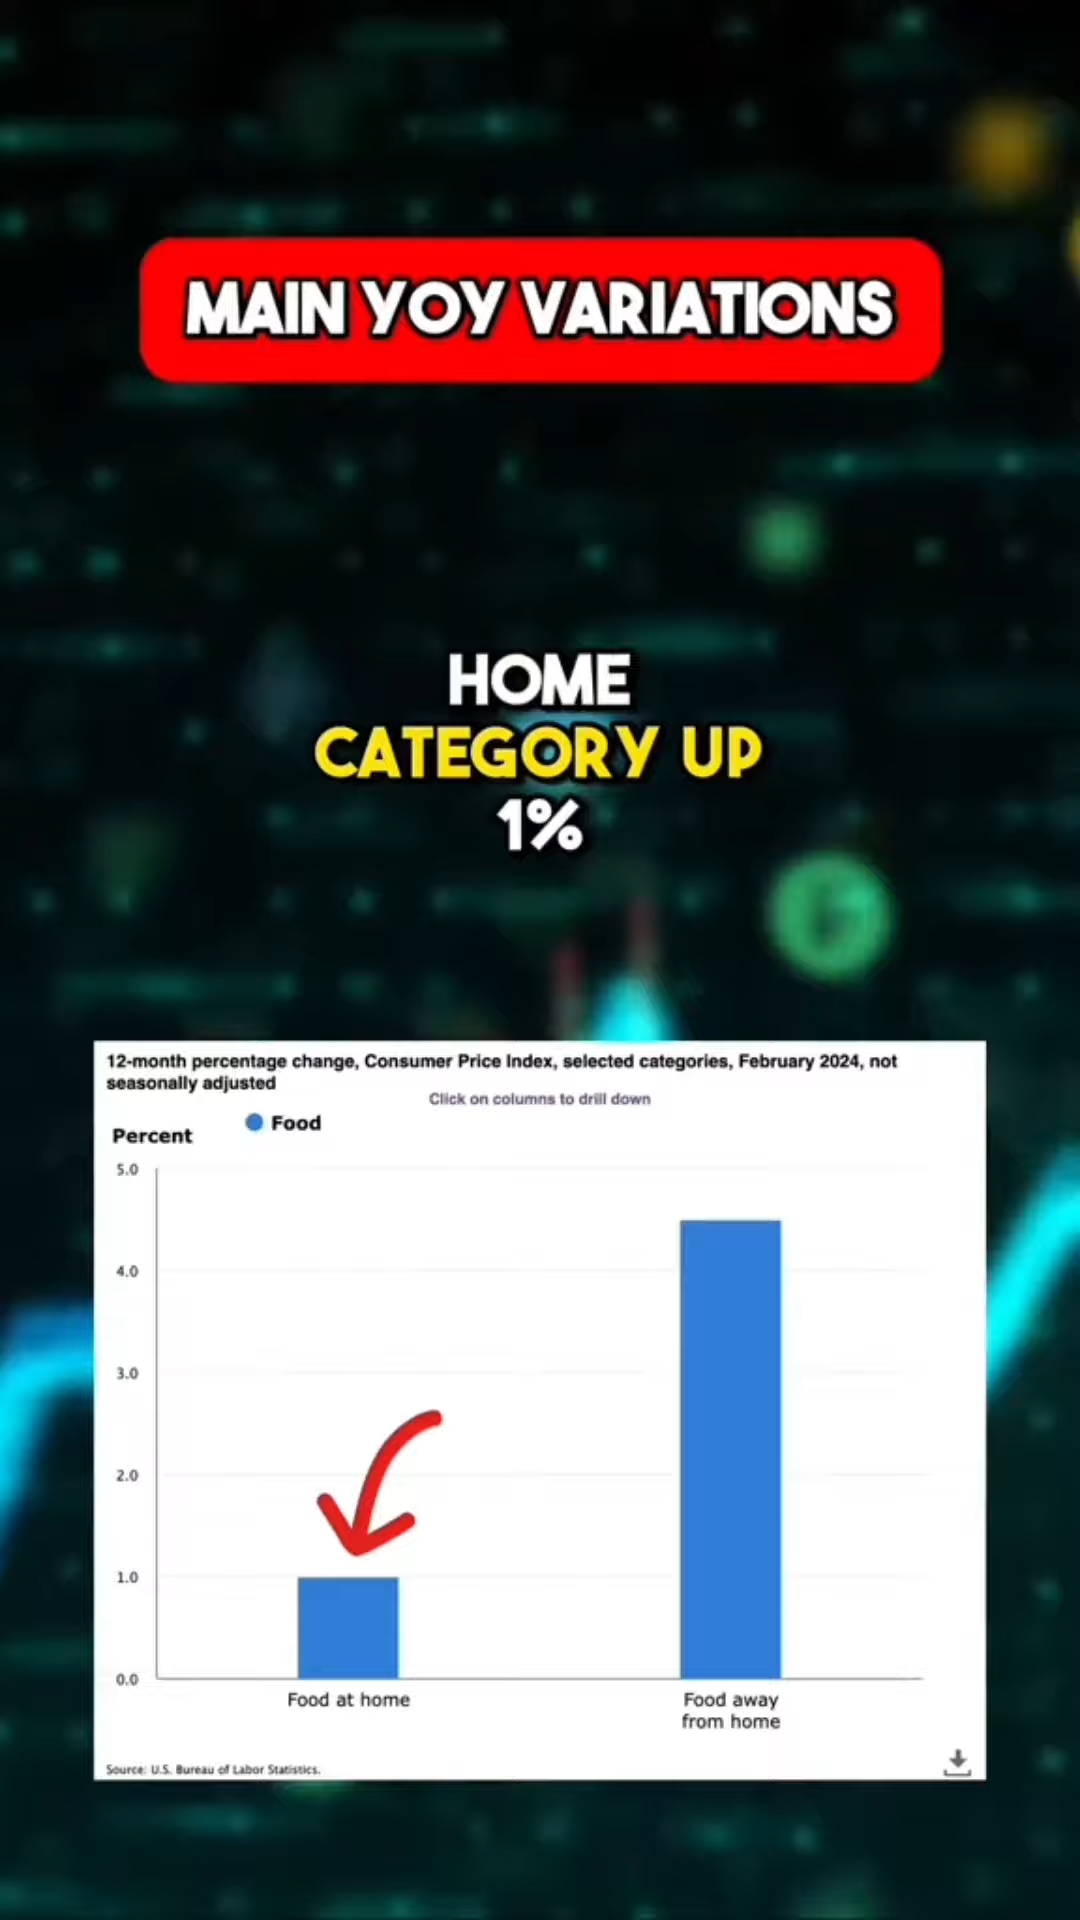 MAIN YOY VARIATIONS
HOME
CATEGORY UP
1%
12-month percentage change, Consumer Price Index, selected categories, February 2024, not
seasonally adjusted
Click on columns to drill down
Food
Percent
5.0
4.0
3.0
2.0
1.0
0.0
Food at home
Food away
from home
Source: U.S. Bureau of Labor Statistics.